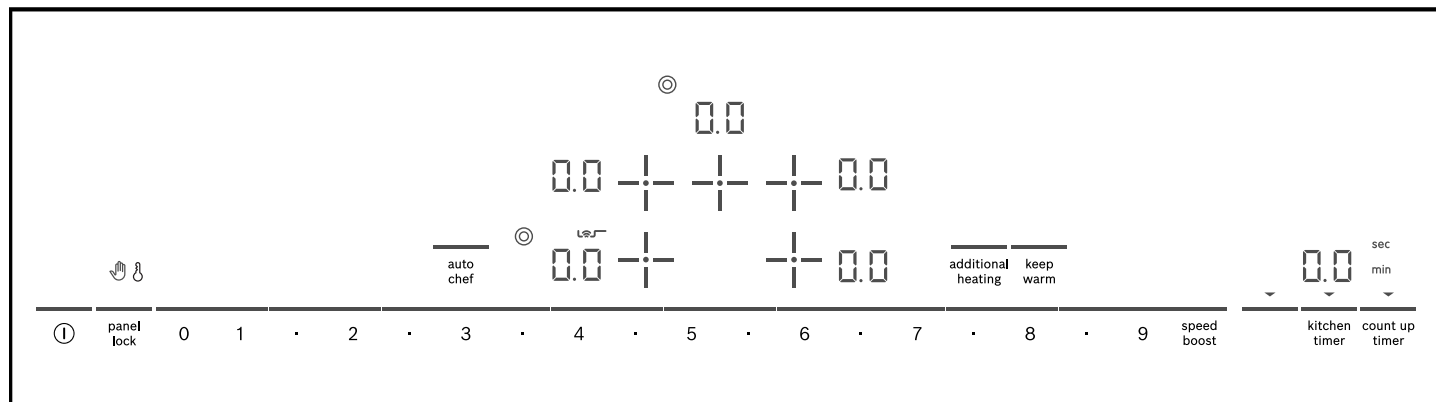 0.0
0.0 0.0
sec
auto chef
0.0 0.0
additional heating
keep warm
0.0
min
panel lock
0 1 · 2 · 3 · 4 · 5 · 6 · 7 · 8 · 9
speed boost
kitchen timer
count up timer